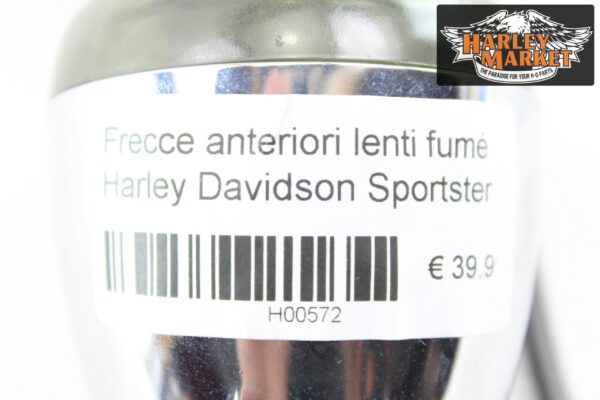 HARLEY
MARKET
THE PARADISE FOR YOUR H-D PARTS
Frecce anteriori lenti fumé
Harley Davidson Sportster
€ 39.9
H00572